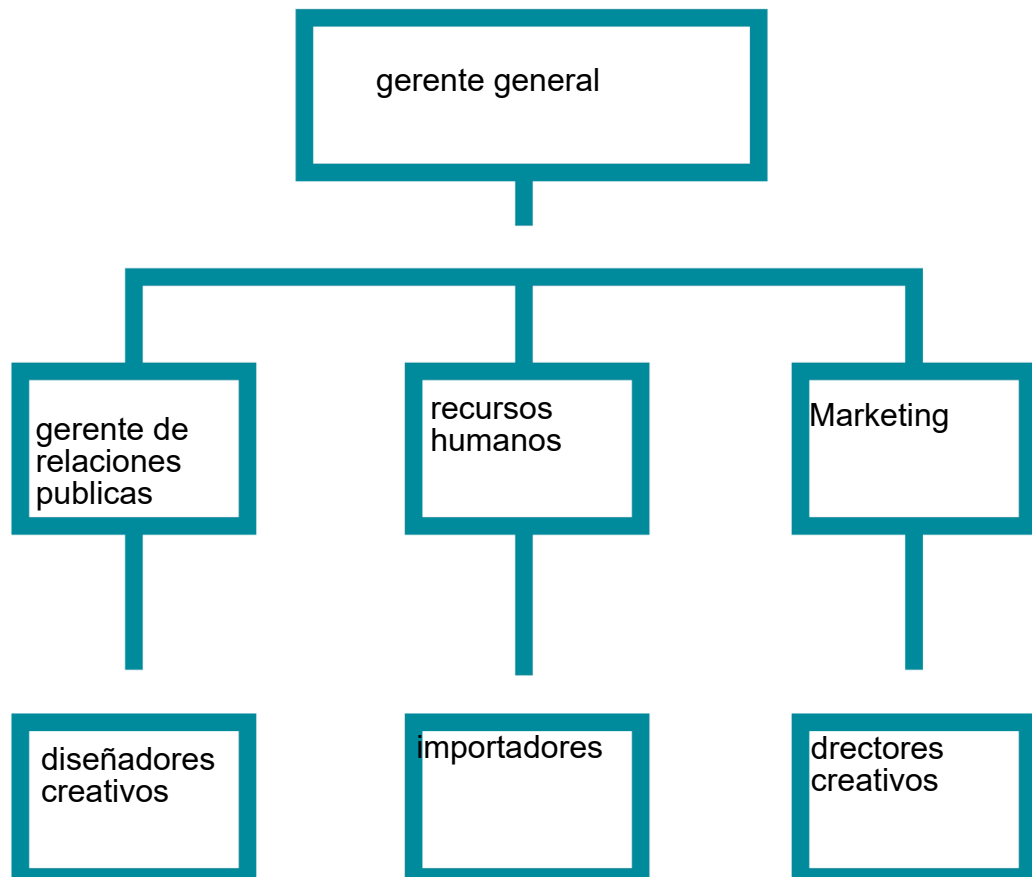 gerente general
gerente de
relaciones
publicas
recursos
humanos
Marketing
diseñadores
creativos
importadores
drectores
creativos